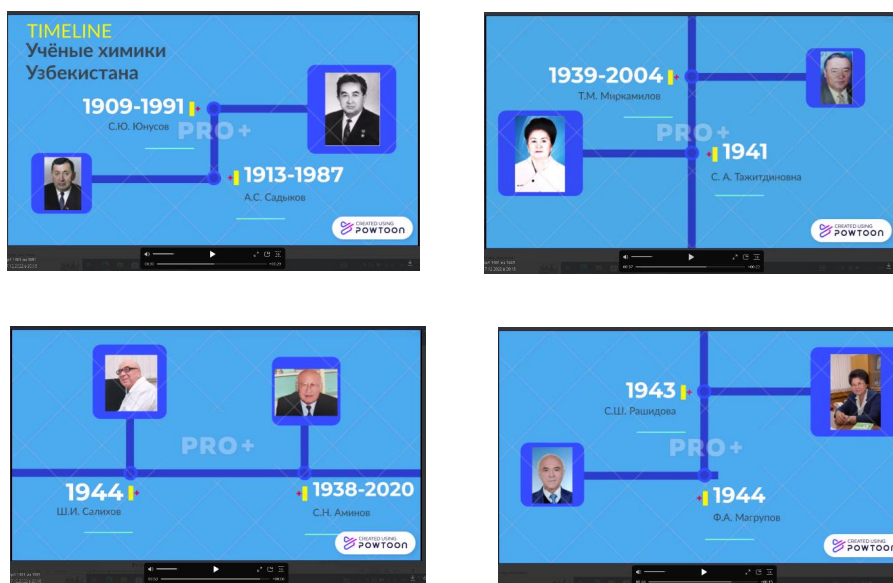 TIMELINE
Учёные химики
Узбекистана
1909-1991
С.Ю. Юнусов
PRO+
1913-1987
А.С. Садыков
CREATED USING
POWTOON
1939-2004
Т.М. Миркамилов
PRO+
1941
С. А. Тажитдиновна
CREATED USING
POWTOON
1944
Ш.И. Салихов
PRO+
1938-2020
С.Н. Аминов
CREATED USING
POWTOON
1943
С.Ш. Рашидова
PRO+
1944
Ф.А. Магрупов
CREATED USING
POWTOON